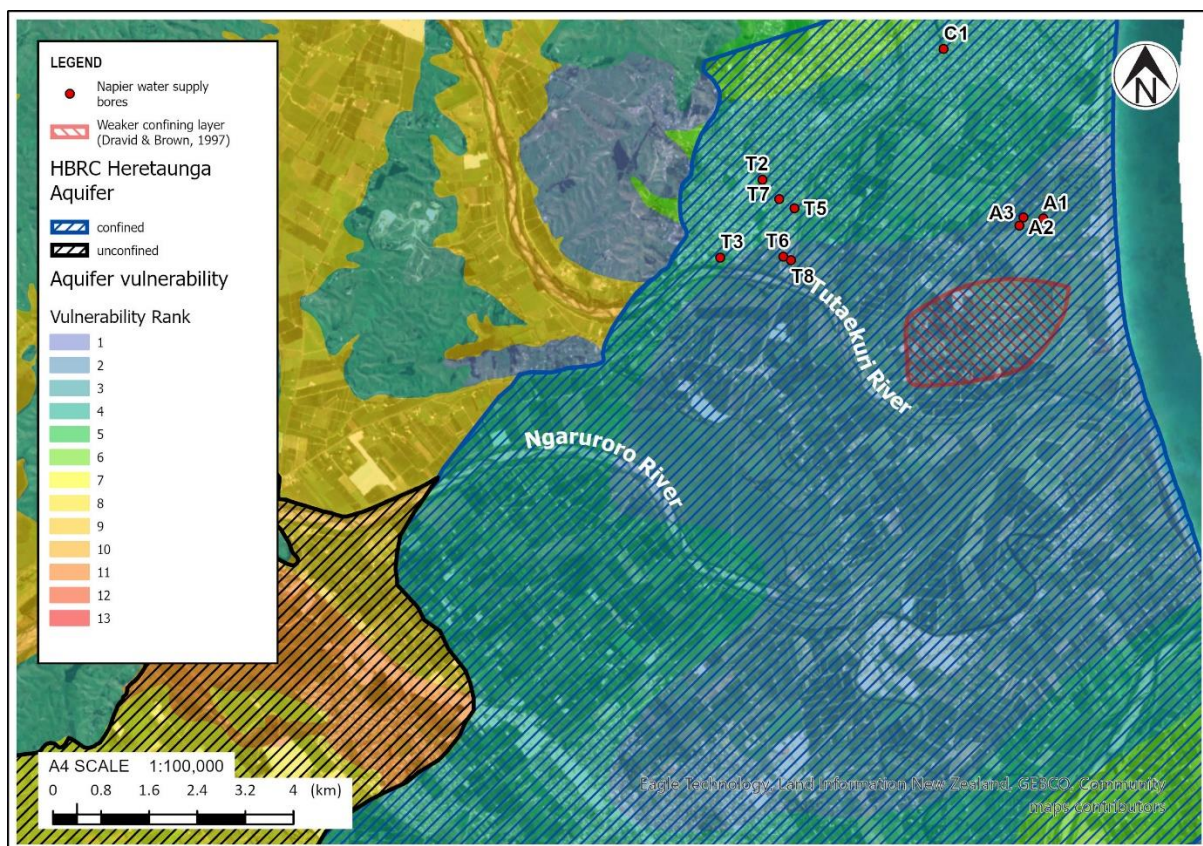 LEGEND
Napier water supply
bores
Weaker confining layer
(Dravid & Brown, 1997)
HBRC Heretaunga
Aquifer
confined
unconfined
Aquifer vulnerability
Vulnerability Rank
1
2
3
4
5
6
7
8
9
10
11
12
13
A4 SCALE 1:100,000
0 0.8 1.6 2.4 3.2 4 (km)
C1
N
T2
T7
T5
A3
A1
A2
T3
T6
T8
Tutaekuri River
Ngaruroro River
Eagle Technology, Land Information New Zealand, GEBCO, Community
maps contributors